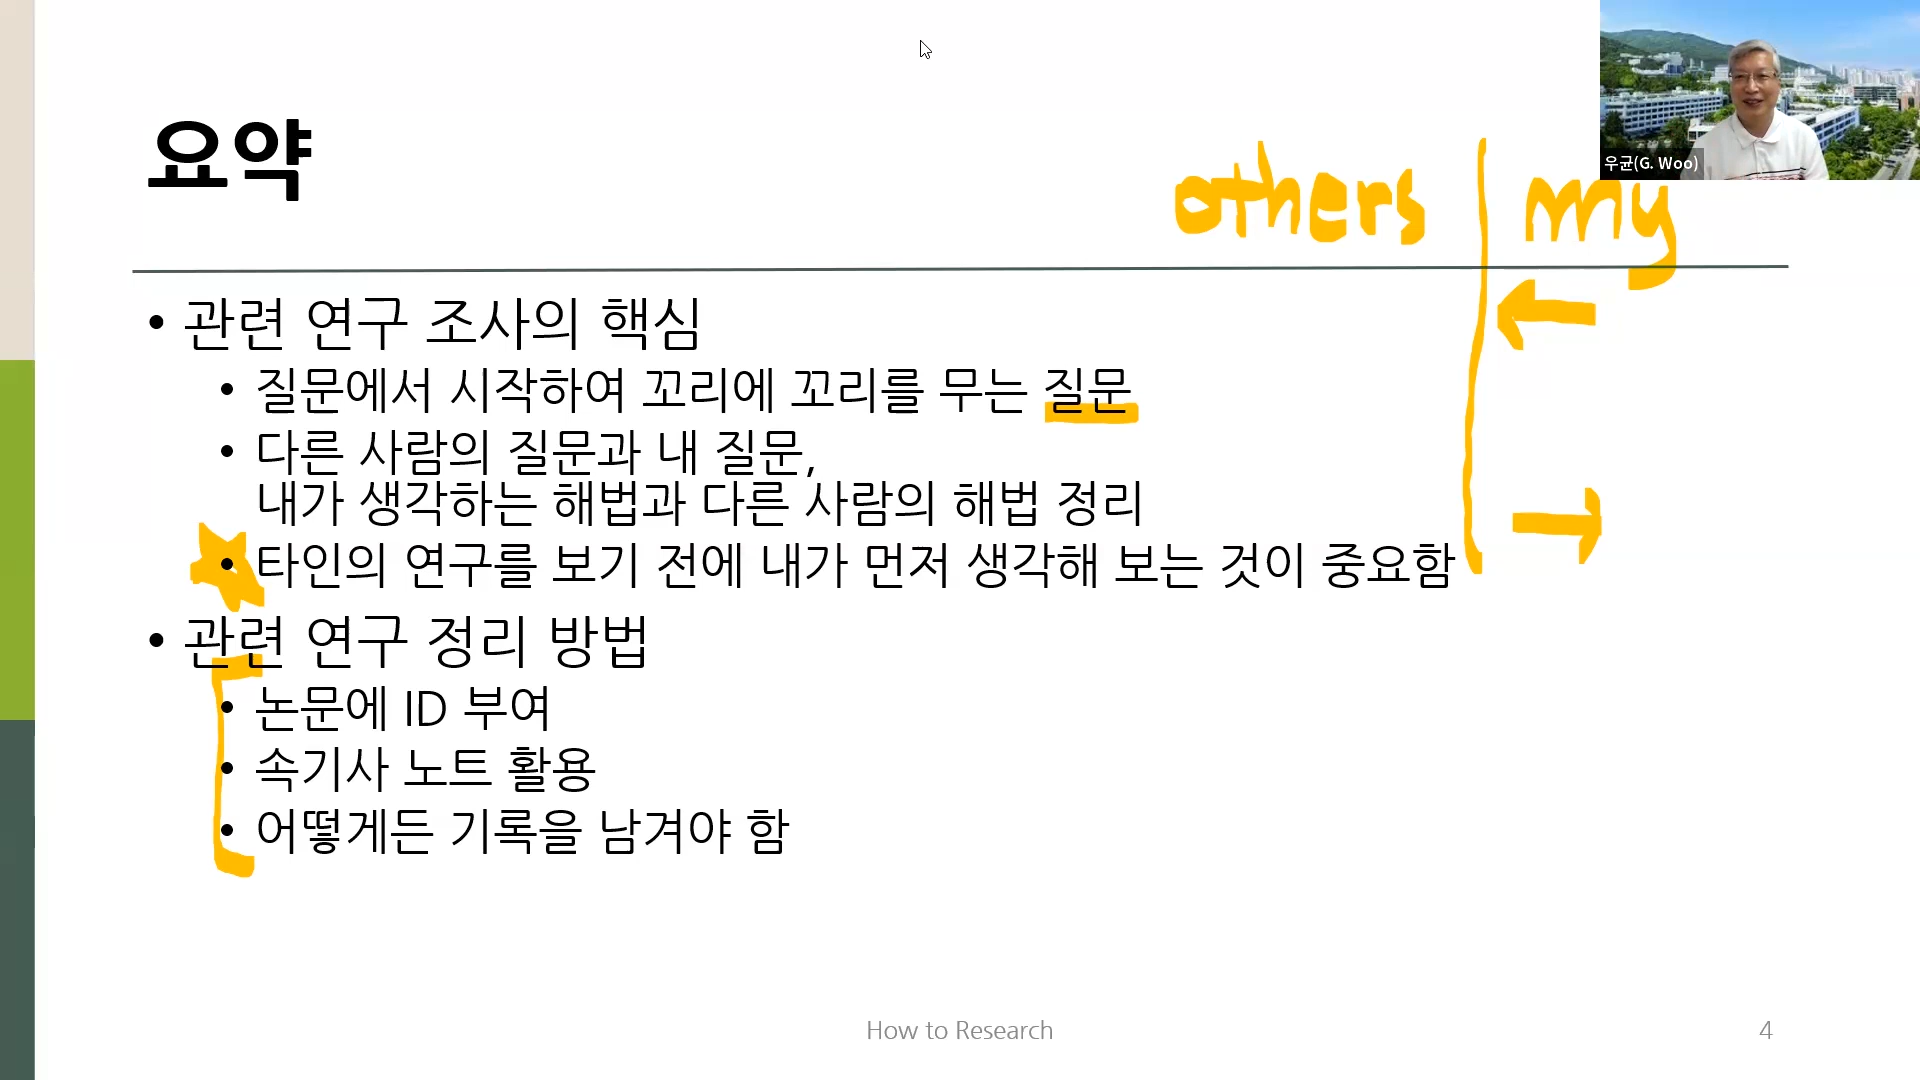 우균(G. Woo)
요약
others my
• 관련 연구 조사의 핵심
• 질문에서 시작하여 꼬리에 꼬리를 무는 질문
• 다른 사람의 질문과 내 질문,
내가 생각하는 해법과 다른 사람의 해법 정리
• 타인의 연구를 보기 전에 내가 먼저 생각해 보는 것이 중요함
• 관련 연구 정리 방법
• 논문에 ID 부여
• 속기사 노트 활용
• 어떻게든 기록을 남겨야 함
How to Research
4